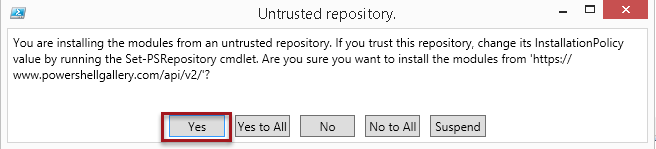 Untrusted repository.
You are installing the modules from an untrusted repository. If you trust this repository, change its InstallationPolicy
value by running the Set-PSRepository cmdlet. Are you sure you want to install the modules from 'https://
www.powershellgallery.com/api/v2/'?
Yes Yes to All No No to All Suspend